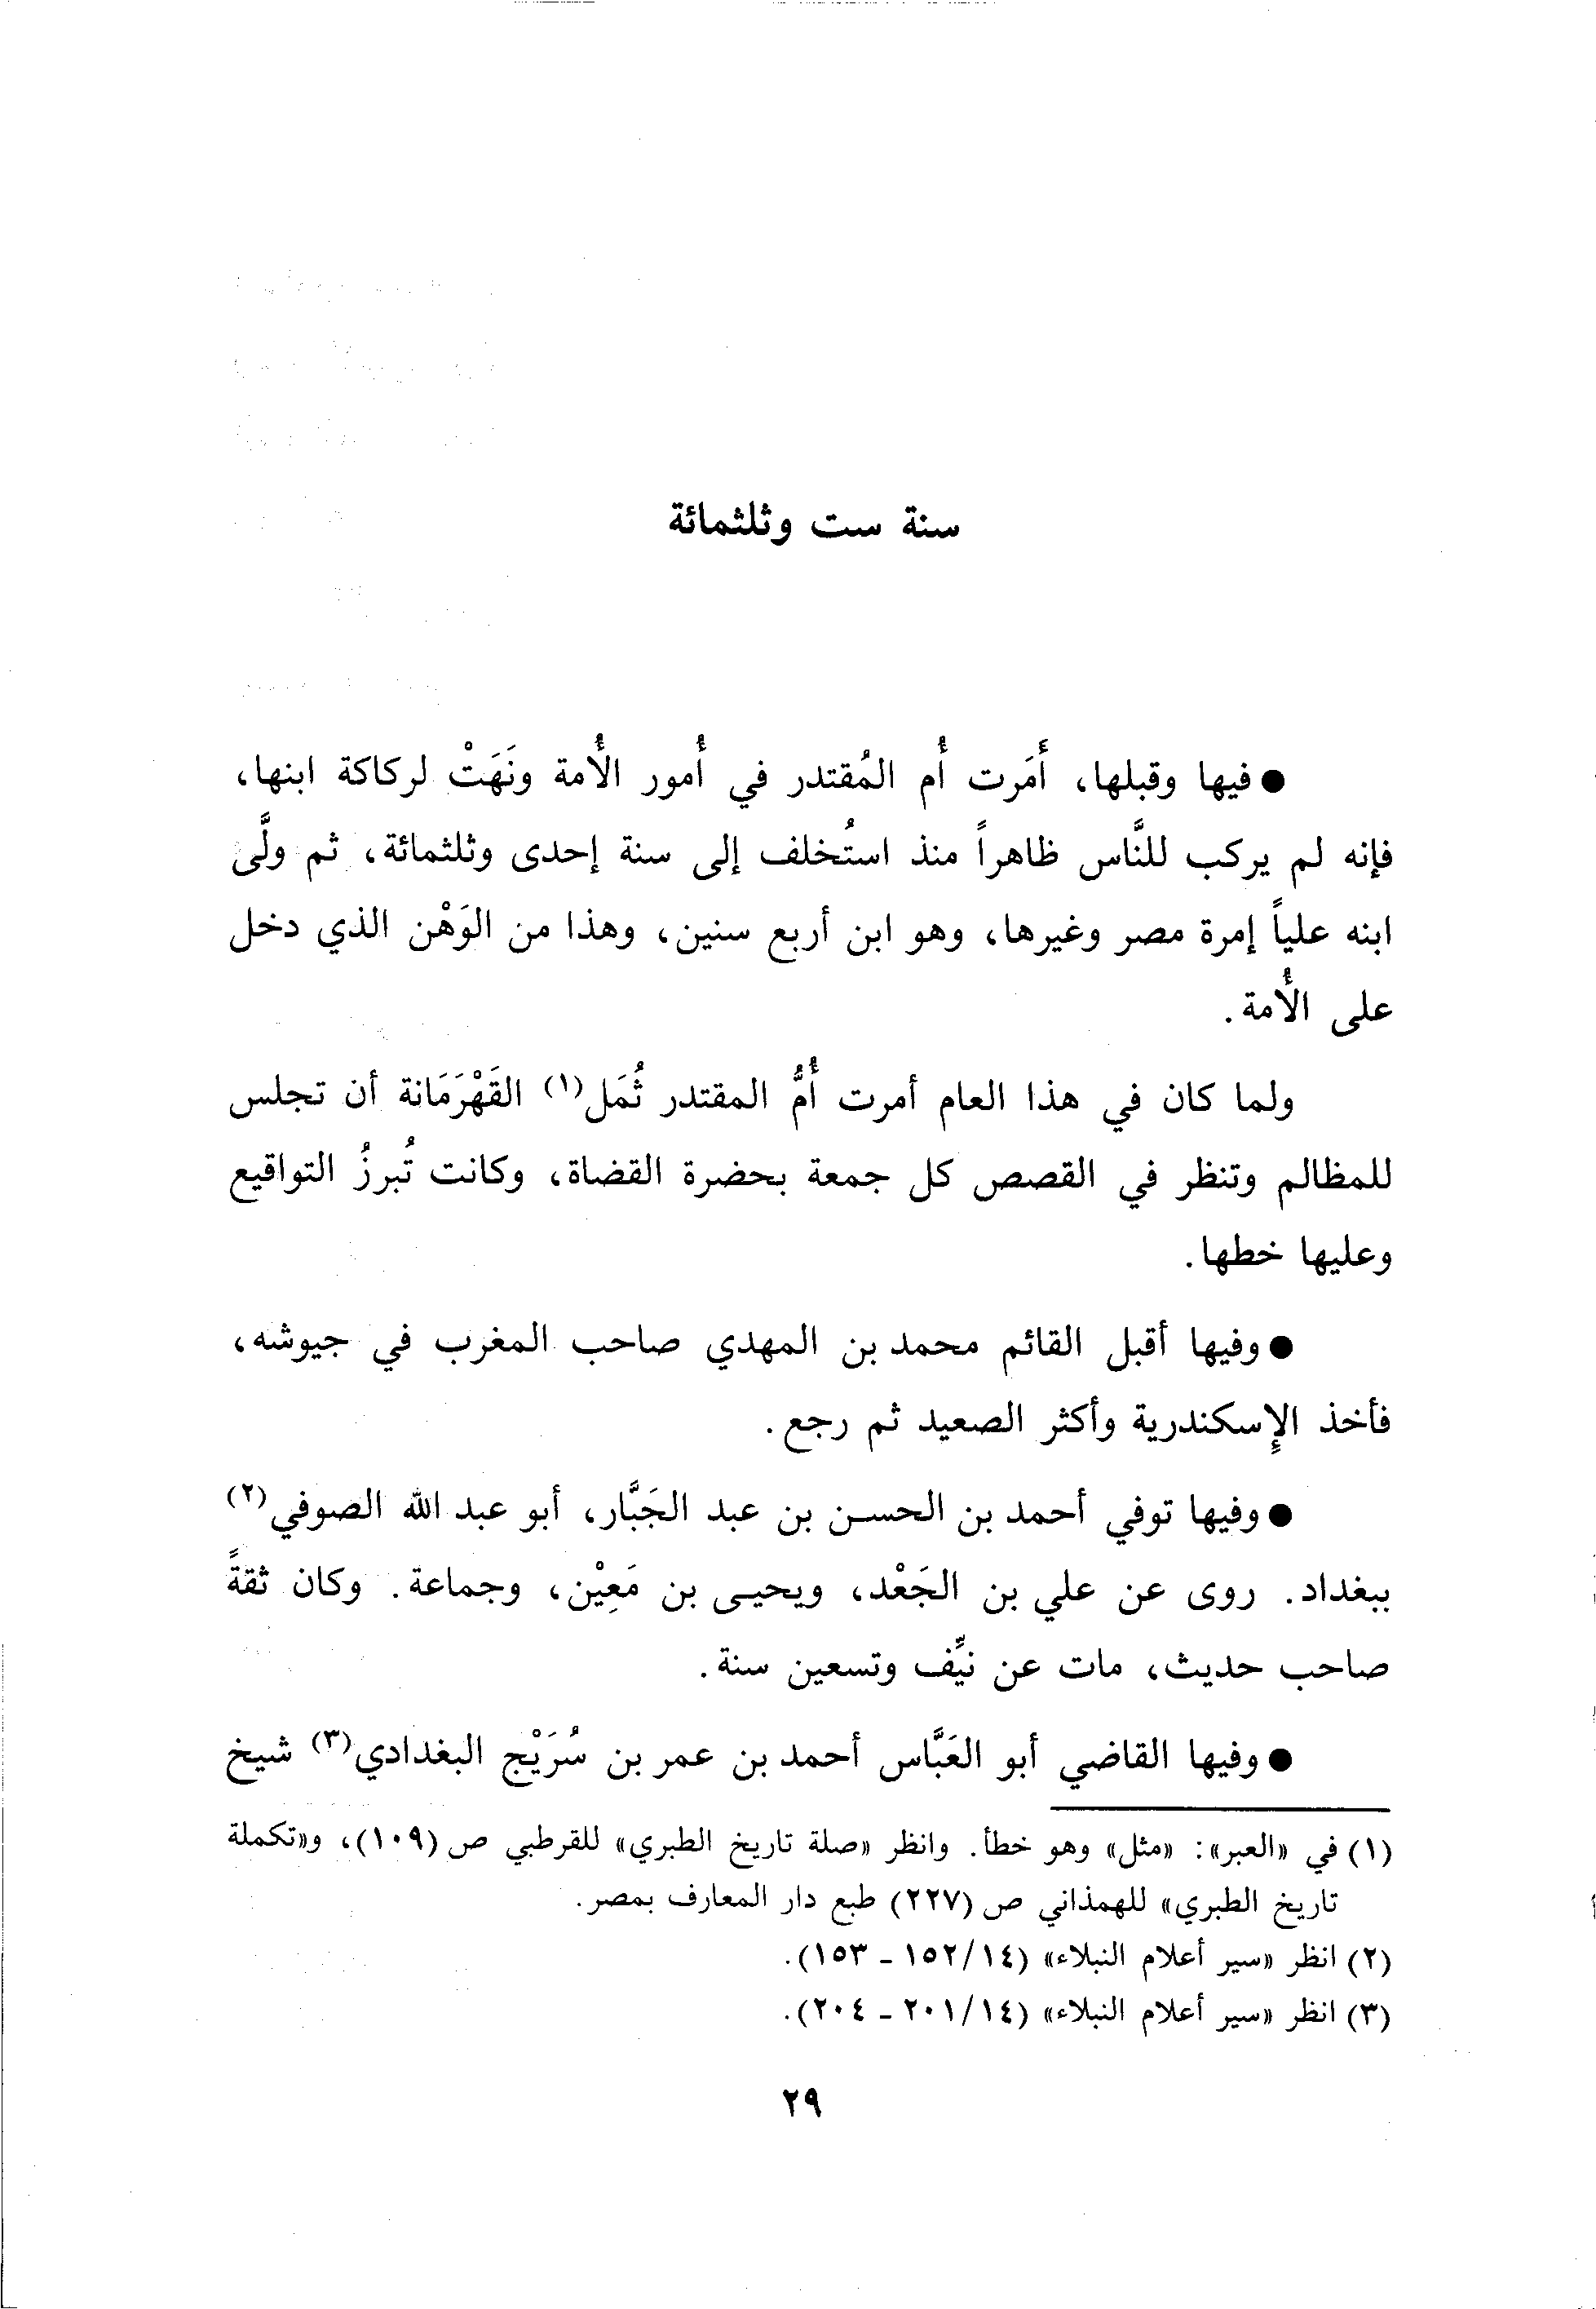 سنة ست وثلثمائة
● فيها وقبلها، أَمَرت أُم المُقتدر في أُمور الأُمة ونَهَتْ لركاكة ابنها،
فإنه لم يركب للنَّاس ظاهراً منذ استُخلف إلى سنة إحدى وثلثمائة، ثم ولَّى
ابنه علياً إمرة مصر وغيرها، وهو ابن أربع سنين، وهذا من الوَهْن الذي دخل
على الأُمة.
ولما كان في هذا العام أمرت أُمُّ المقتدر ثُمَل(١) القَهْرَمَانة أن تجلس
للمظالم وتنظر في القصص كل جمعة بحضرة القضاة، وكانت تُبرزُ التواقيع
وعليها خطها.
● وفيها أقبل القائم محمد بن المهدي صاحب المغرب في جيوشه،
فأخذ الإِسكندرية وأكثر الصعيد ثم رجع.
● وفيها توفي أحمد بن الحسن بن عبد الجَبَّار، أبو عبد الله الصوفي(٢)
ببغداد. روى عن علي بن الجَعْد، ويحيـى بن مَعِيْن، وجماعة. وكان ثقةً
صاحب حديث، مات عن نيِّف وتسعين سنة.
● وفيها القاضي أبو العَبَّاس أحمد بن عمر بن سُرَيْج البغدادي(٣) شيخ
(١) في «العبر»: «مثل» وهو خطأ. وانظر «صلة تاريخ الطبري» للقرطبي ص (١٠٩)، و«تكملة
تاريخ الطبري» للهمذاني ص (٢٢٧) طبع دار المعارف بمصر.
(٢) انظر «سير أعلام النبلاء» (١٤/١٥٢ - ١٥٣).
(٣) انظر «سير أعلام النبلاء» (١٤/٢٠١ - ٢٠٤).
٢٩